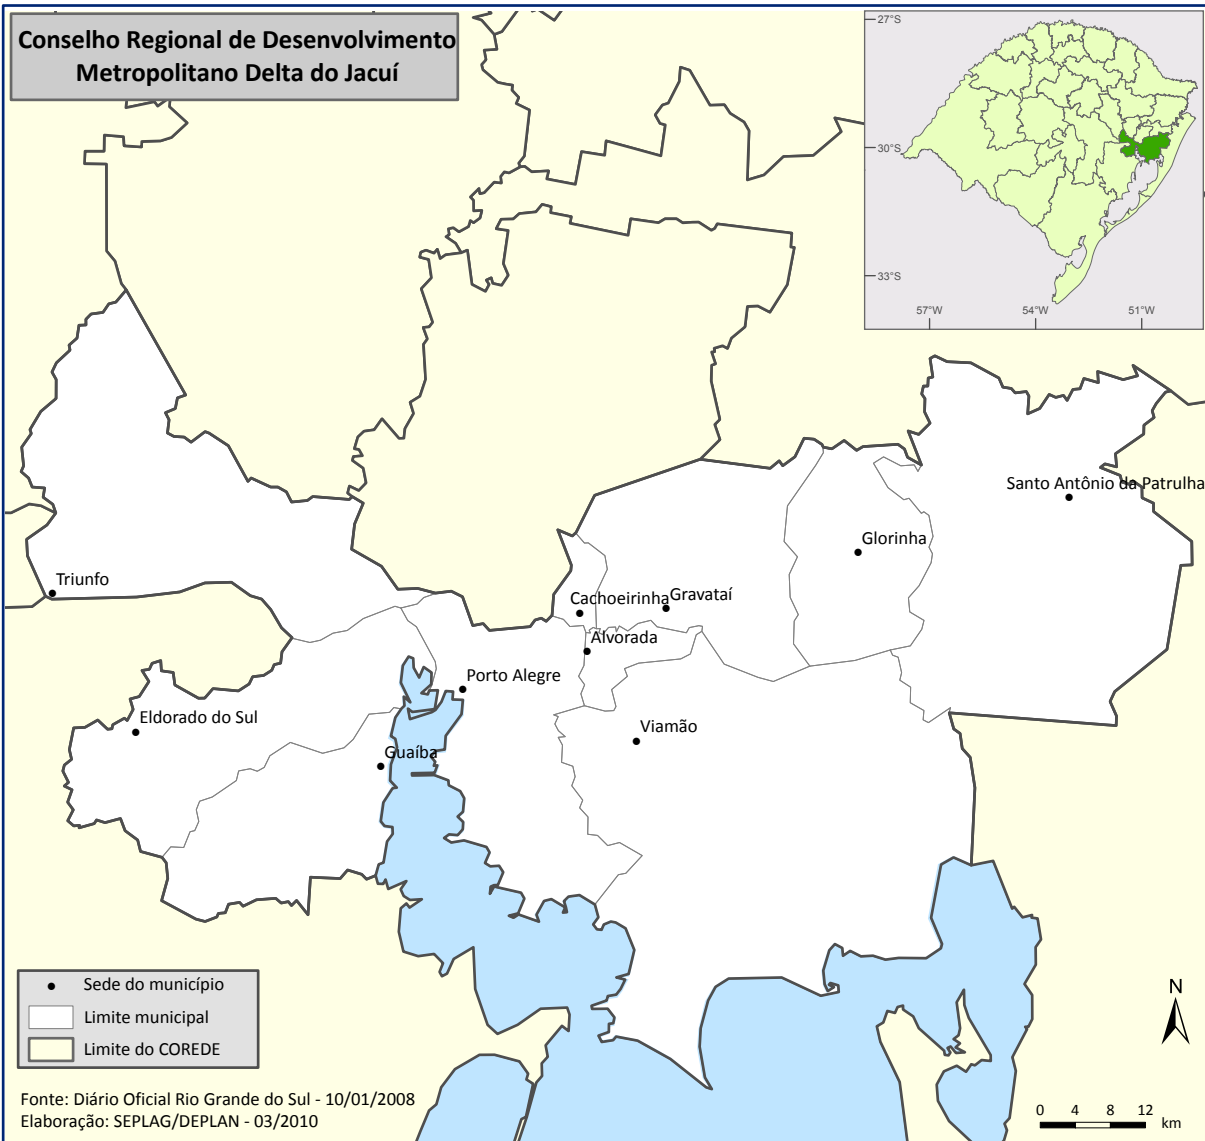 Conselho Regional de Desenvolvimento
Metropolitano Delta do Jacuí
27°S
30°S
33°S
57°W
54°W
51°W
Santo Antônio da Patrulha
Glorinha
Triunfo
Cachoeirinha
Gravataí
Alvorada
Porto Alegre
Eldorado do Sul
Viamão
Guaíba
Sede do município
Limite municipal
Limite do COREDE
N
Fonte: Diário Oficial Rio Grande do Sul - 10/01/2008
Elaboração: SEPLAG/DEPLAN - 03/2010
0 4 8 12
km